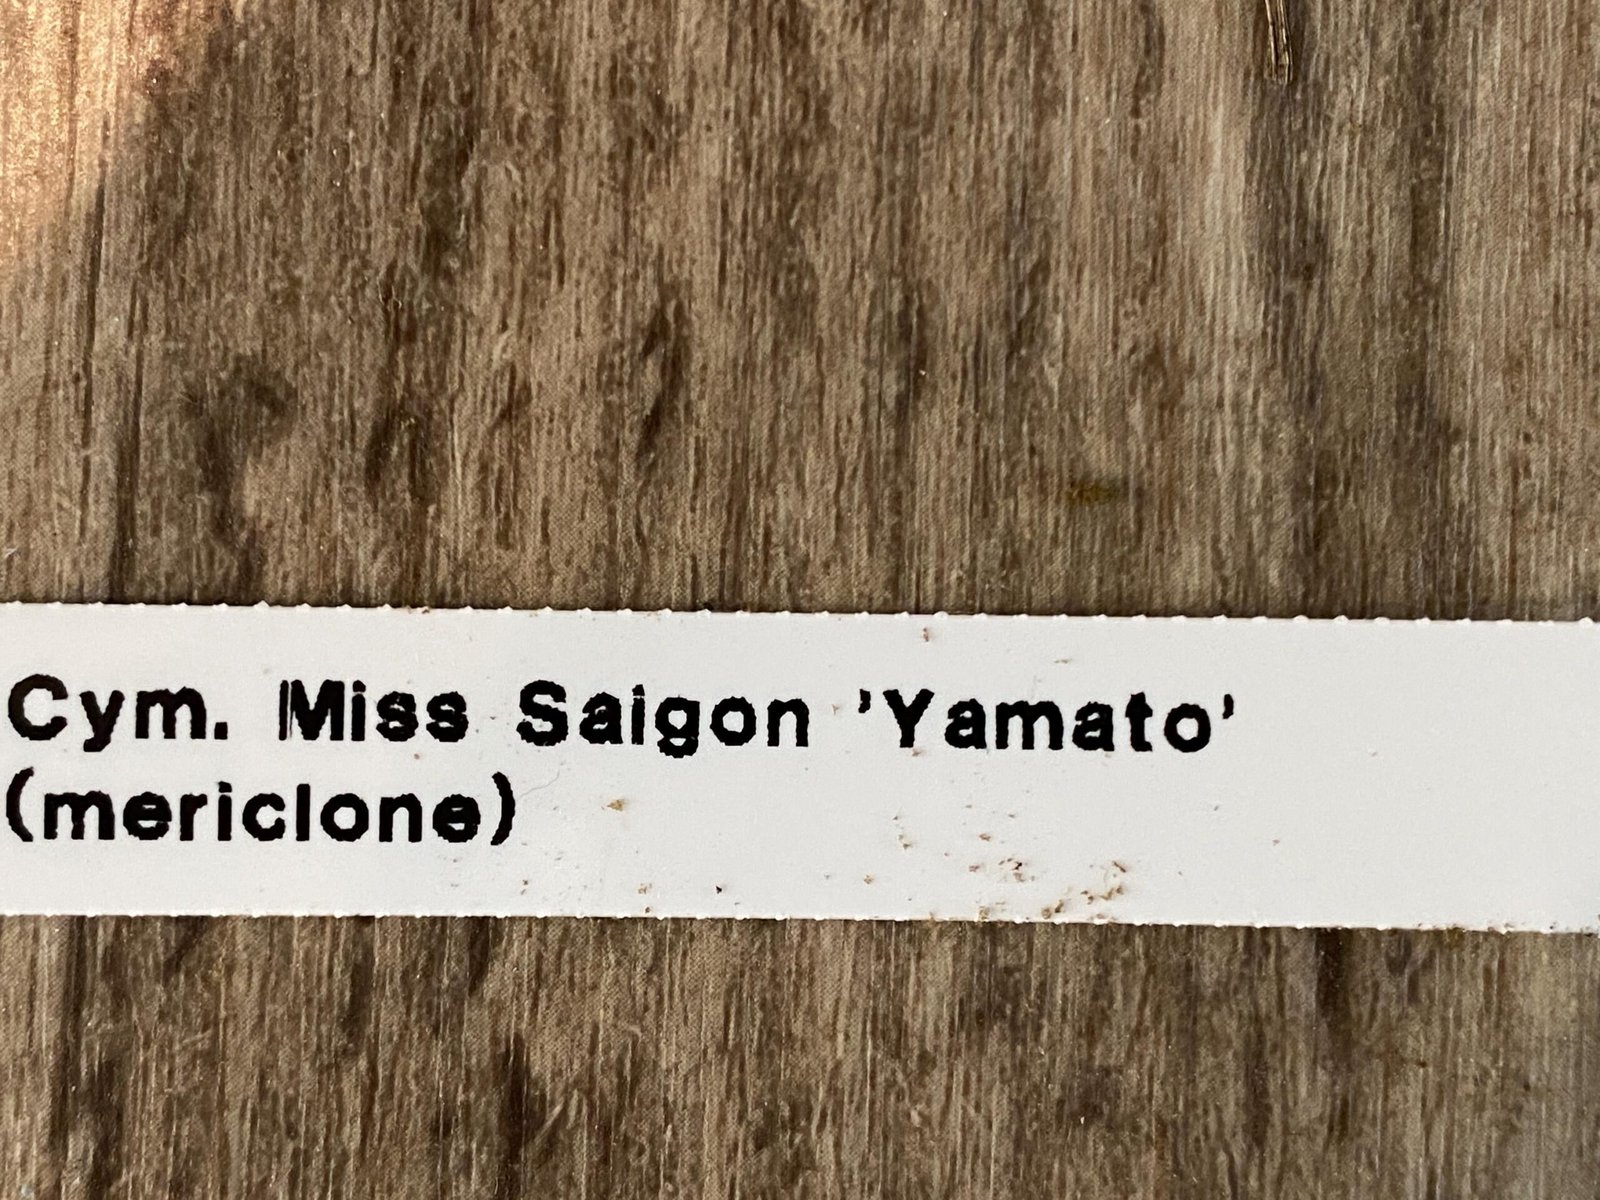 Cym. Miss Saigon 'Yamato'
(mericlone)